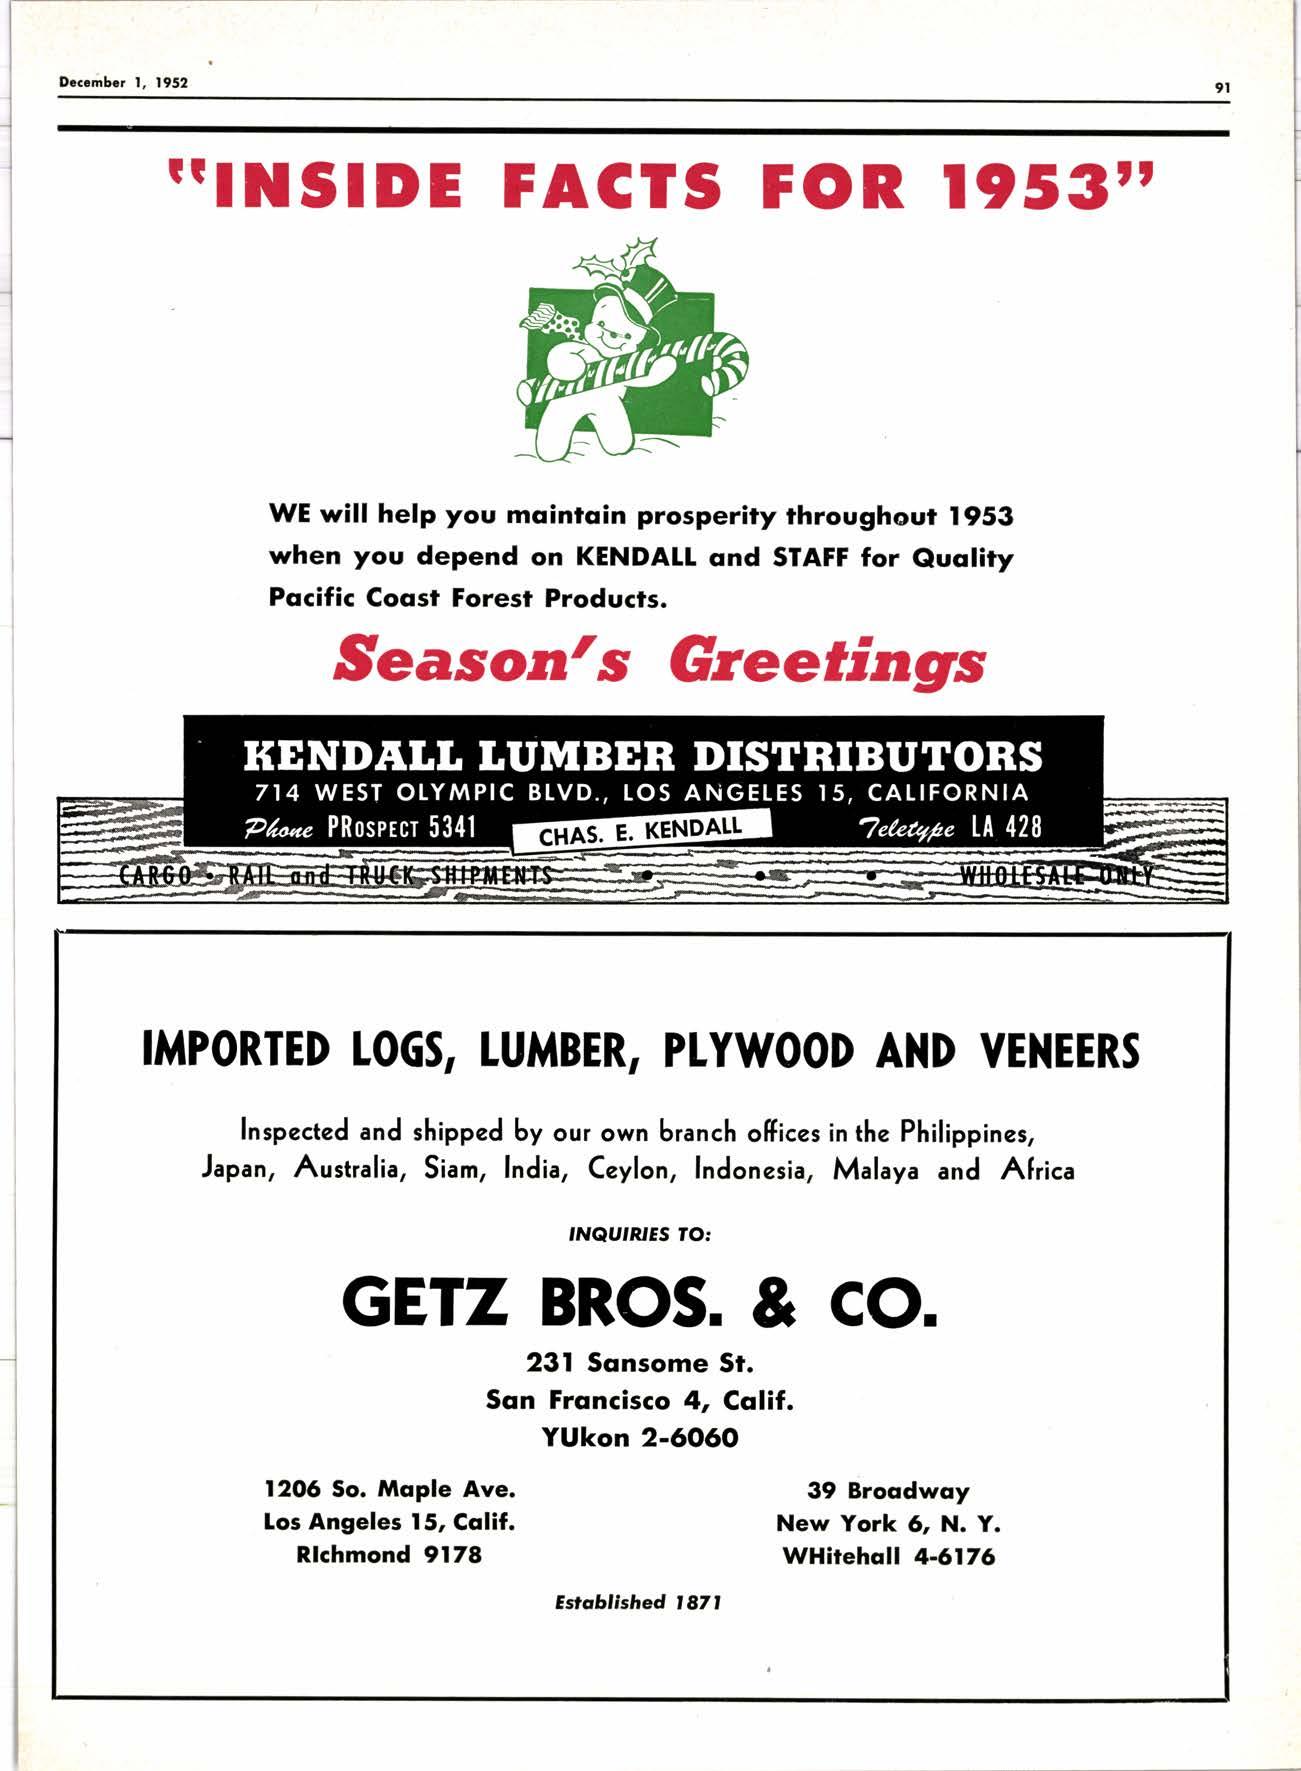 December 1, 1952
91
"INSIDE FACTS FOR 1953"
WE will help you maintain prosperity throughout 1953
when you depend on KENDALL and STAFF for Quality
Pacific Coast Forest Products.
Season's Greetings
KENDALL LUMBER DISTRIBUTORS
714 WEST OLYMPIC BLVD., LOS ANGELES 15, CALIFORNIA
Phone PROSPECT 5341 CHAS. E. KENDALL Teletype LA 428
CARGO • RAIL and TRUCK SHIPMENTS • • • WHOLESALE ONLY
IMPORTED LOGS, LUMBER, PLYWOOD AND VENEERS
Inspected and shipped by our own branch offices in the Philippines,
Japan, Australia, Siam, India, Ceylon, Indonesia, Malaya and Africa
INQUIRIES TO:
GETZ BROS. & CO.
231 Sansome St.
San Francisco 4, Calif.
YUkon 2-6060
1206 So. Maple Ave.
Los Angeles 15, Calif.
RIchmond 9178
39 Broadway
New York 6, N. Y.
WHitehall 4-6176
Established 1871